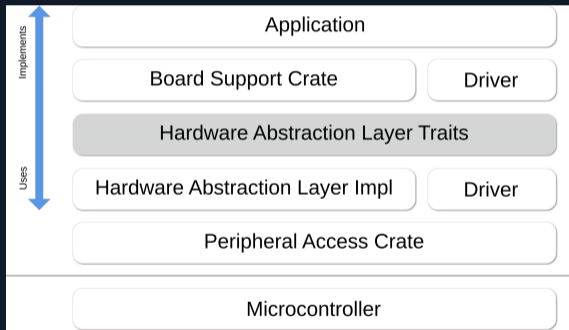 Implements
Application
Board Support Crate
Driver
Hardware Abstraction Layer Traits
Uses
Hardware Abstraction Layer Impl
Driver
Peripheral Access Crate
Microcontroller